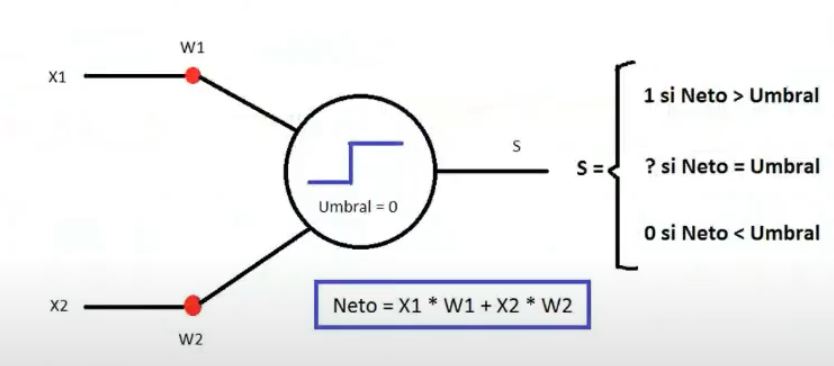 W1
X1
1 si Neto > Umbral
S
S =
? si Neto = Umbral
Umbral = 0
0 si Neto < Umbral
X2
Neto = X1 * W1 + X2 * W2
W2